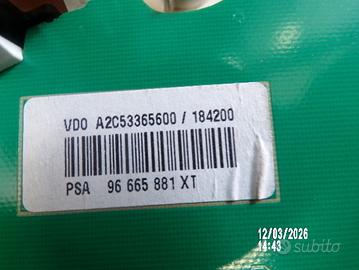 VDO A2C53365600 / 184200
PSA 96 665 881 XT
12/03/2026
14:43
subito